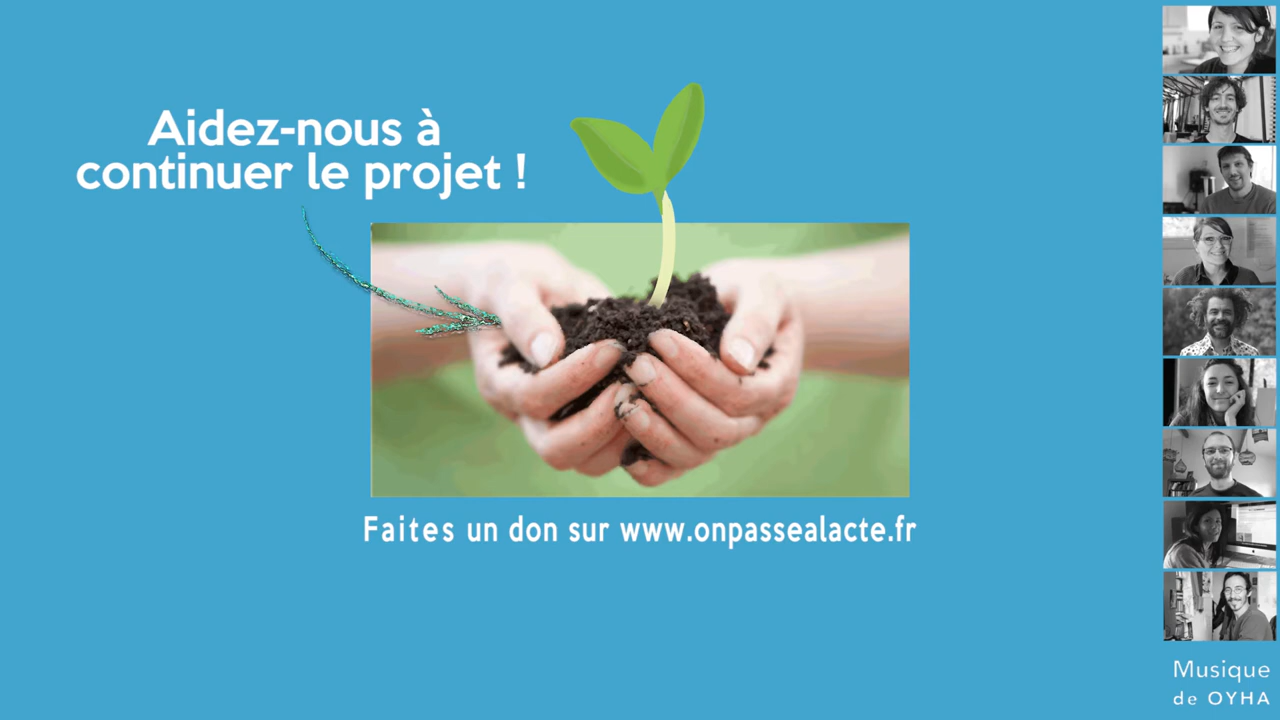 Aidez-nous à
continuer le projet !
Faites un don sur www.onpassealacte.fr
Musique
de OYHA